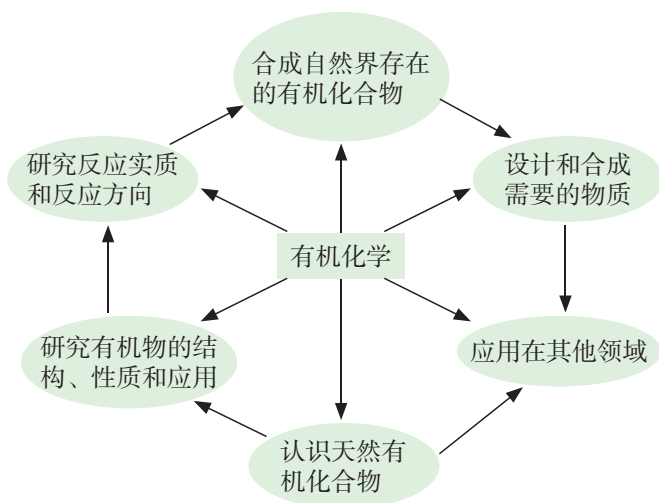 合成自然界存在
的有机化合物
研究反应实质
和反应方向
设计和合成
需要的物质
有机化学
研究有机物的结
构、性质和应用
应用在其他领域
认识天然有
机化合物